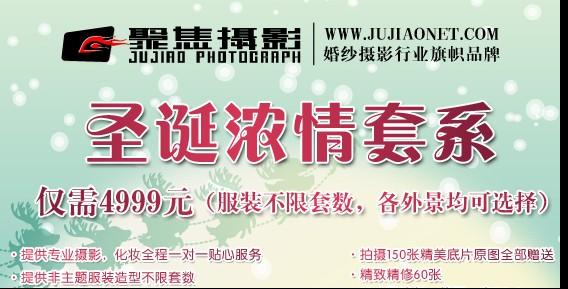 聚焦摄影
JUJIAO PHOTOGRAPH
WWW.JUJIAONET.COM
婚纱摄影行业旗帜品牌
圣诞浓情套系
仅需4999元（服装不限套数，各外景均可选择）
·提供专业摄影，化妆全程一对一贴心服务
·提供非主题服装造型不限套数
·拍摄150张精美底片原图全部赠送
·精致精修60张